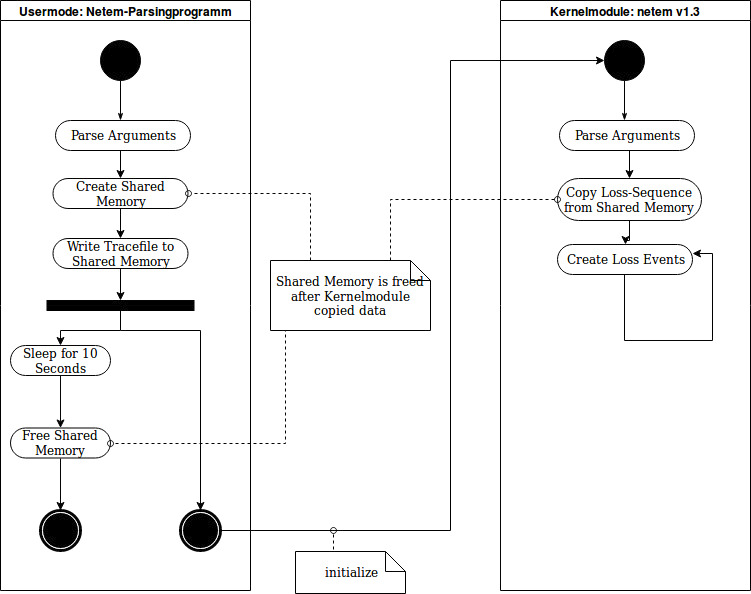 Usermode: Netem-Parsingprogramm
Kernelmodule: netem v1.3
Parse Arguments
Create Shared
Memory
Write Tracefile to
Shared Memory
Sleep for 10
Seconds
Free Shared
Memory
Shared Memory is freed
after Kernelmodule
copied data
initialize
Parse Arguments
Copy Loss-Sequence
from Shared Memory
Create Loss Events